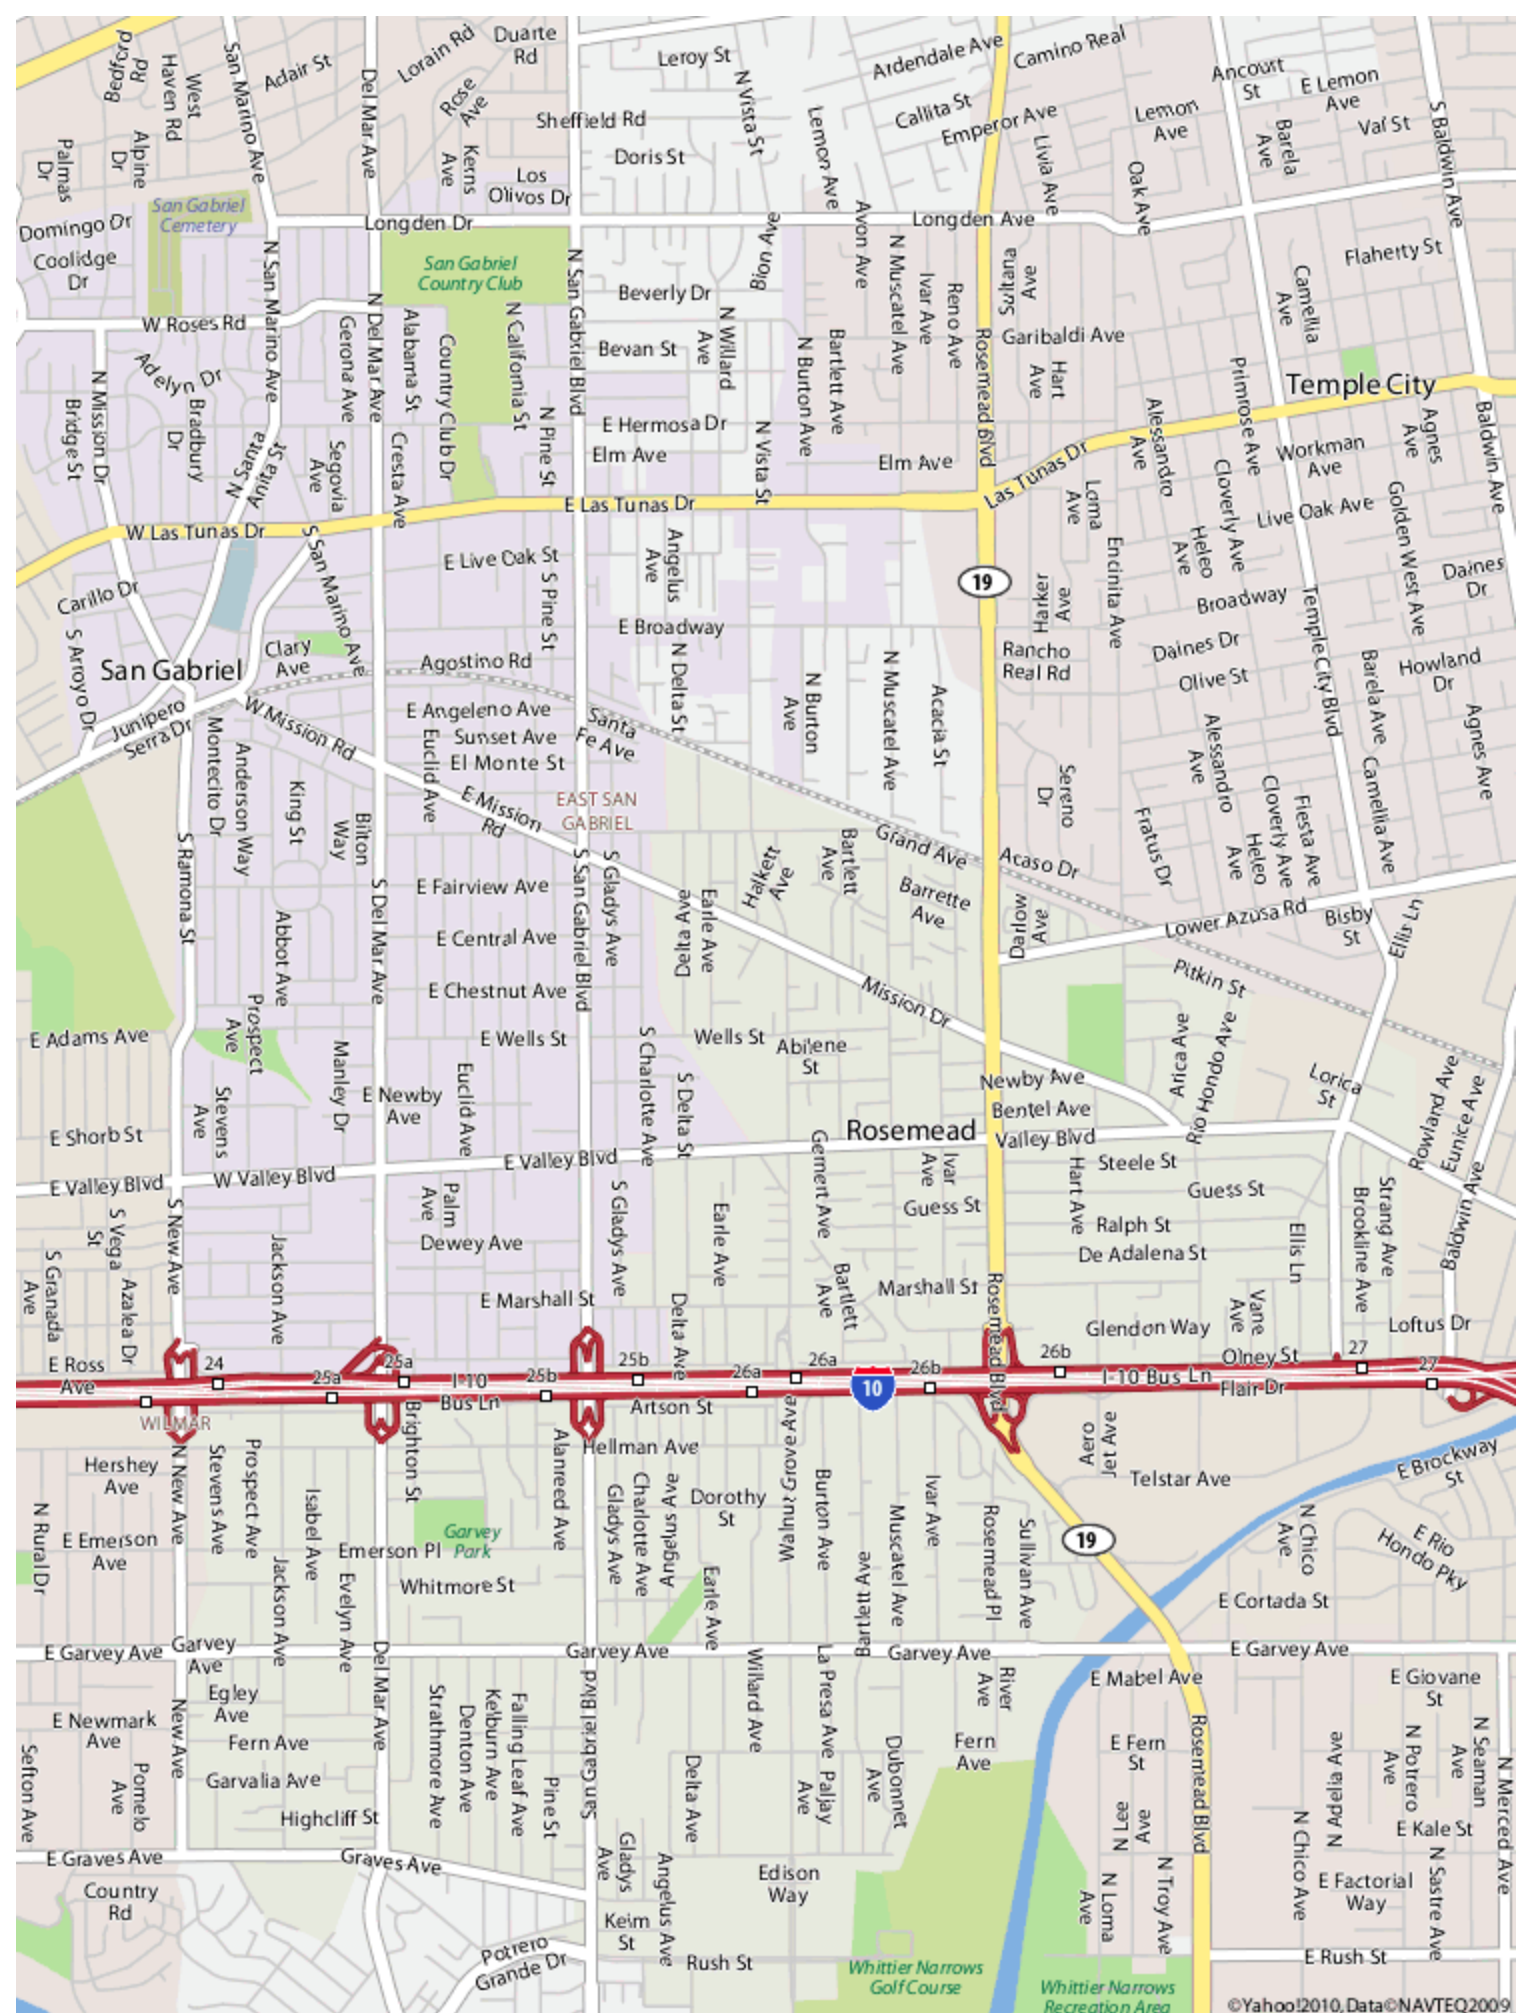 Bedford
Rd
West
Haven Rd
San Marino Ave
Adair St
Del Mar Ave
Lorain Rd
Duarte
Rd
Rose
Ave
Leroy St
N Vista St
Ardendale Ave
Camino Real
Ancourt
St
E Lemon
Ave
Val St
S Baldwin Ave
Palmas
Dr
Alpine
Dr
Kerns
Ave
Sheffield Rd
Doris St
Los
Olivos Dr
Lemon Ave
Callita St
Emperor Ave
Livia Ave
Lemon
Ave
Oak Ave
Barela
Ave
San Gabriel
Cemetery
Domingo Dr
Coolidge
Dr
Longden Dr
Longden Ave
San Gabriel
Country Club
N San Marino Ave
N San Gabriel Blvd
Bion Ave
Avon Ave
N Muscatel Ave
Ivar Ave
Reno Ave
Sultana
Ave
Flaherty St
Camellia
Ave
Beverly Dr
W Roses Rd
N Del Mar Ave
Gerona Ave
Alabama St
Country Club Dr
N California St
Bevan St
N Willard
Ave
N Burton Ave
Bartlett Ave
Rosemead Blvd
Garibaldi Ave
Hart
Ave
Temple City
Primrose Ave
Adelyn Dr
N Mission Dr
Bridge St
Bradbury
Dr
N Santa
Anita St
Segovia
Ave
Cresta Ave
N Pine St
E Hermosa Dr
Elm Ave
N Vista St
Elm Ave
Las Tunas Dr
Alessandro
Ave
Workman
Ave
Agnes
Ave
Baldwin Ave
W Las Tunas Dr
E Las Tunas Dr
Loma
Ave
Cloverly Ave
Live Oak Ave
Golden West Ave
S San Marino Ave
E Live Oak St
Angelus
Ave
19
Encinita Ave
Heleo
Ave
Daines
Dr
Carillo Dr
S Pine St
Harker
Ave
Broadway
Temple City Blvd
S Arroyo Dr
San Gabriel
Clary
Ave
Agostino Rd
E Broadway
N Delta St
Rancho
Real Rd
Daines Dr
Olive St
Howland
Dr
Barela Ave
Junipero
Serra Dr
W Mission Rd
E Angeleno Ave
Sunset Ave
El Monte St
Santa
Fe Ave
N Burton
Ave
N Muscatel Ave
Acacia St
Alessandro
Ave
Agnes Ave
Montecito Dr
Anderson Way
King St
Bilton
Way
Euclid Ave
E Mission
Rd
EAST SAN
GABRIEL
Sereno
Dr
Fratus Dr
Cloverly Ave
Heleo
Ave
Fiesta Ave
Camellia Ave
S Ramona St
S Del Mar Ave
E Fairview Ave
S San Gabriel Blvd
S Gladys Ave
Halkett
Ave
Bartlett
Ave
Grand Ave
Acaso Dr
Barrette
Ave
Abbot Ave
E Central Ave
Delta Ave
Earle Ave
Darlow
Ave
Lower Azusa Rd
Bisby
St
Ellis Ln
E Chestnut Ave
Mission Dr
Pitkin St
E Adams Ave
Prospect
Ave
Manley Dr
E Wells St
Wells St
Abilene
St
Arica Ave
Rio Hondo Ave
Lorica
St
Rowland Ave
Eunice Ave
Stevens
Ave
E Newby
Ave
Euclid Ave
S Charlotte Ave
S Delta St
Newby Ave
Bentel Ave
E Shorb St
Rosemead
Valley Blvd
E Valley Blvd
W Valley Blvd
E Valley Blvd
Gernert Ave
Ivar
Ave
Steele St
Guess St
Hart Ave
Guess St
S New Ave
S Vega
St
Palm
Ave
S Gladys Ave
Earle Ave
Ralph St
De Adalena St
Ellis Ln
Brookline Ave
Strang Ave
Baldwin Ave
Dewey Ave
S Granada
Ave
Azalea Dr
Jackson Ave
E Marshall St
Bartlett
Ave
Marshall St
Rosemead Blvd
Delta Ave
Glendon Way
Vane
Ave
Loftus Dr
E Ross
Ave
24
25a
25a
I-10
Bus Ln
25b
25b
26a
26a
10
26b
26b
I-10 Bus Ln
Olney St
Flair Dr
27
27
WILMAR
Artson St
Hellman Ave
Brighton St
Alanreed Ave
Walnut Grove Ave
Aero
Jet Ave
Telstar Ave
E Brockway
St
Hershey
Ave
N New Ave
Stevens Ave
Prospect Ave
Isabel Ave
Gladys Ave
Charlotte Ave
Angelus Ave
Dorothy
St
Burton Ave
Muscatel Ave
Ivar Ave
Rosemead Pl
Sullivan Ave
19
N Chico
Ave
E Rio
Hondo Pky
N Rural Dr
E Emerson
Ave
Garvey
Park
Emerson Pl
Whitmore St
Jackson Ave
Evelyn Ave
Earle Ave
Bartlett Ave
E Cortada St
E Garvey Ave
Garvey
Ave
Del Mar Ave
Garvey Ave
Garvey Ave
E Garvey Ave
Egley
Ave
New Ave
Strathmore Ave
Denton Ave
Kelburn Ave
Falling Leaf Ave
San Gabriel Blvd
Willard Ave
La Presa Ave
River
Ave
E Mabel Ave
E Giovane
St
E Newmark
Ave
Fern Ave
Garvalia Ave
Fern
Ave
E Fern
St
Rosemead Blvd
N Adelia Ave
N Potrero
Ave
N Seaman
Ave
N Merced Ave
Sefton Ave
Pomelo
Ave
Highcliff St
Pine St
Delta Ave
Paljay
Ave
Dubonnet
Ave
N Lee
Ave
E Kale St
E Graves Ave
Graves Ave
Gladys
Ave
Angelus Ave
Edison
Way
N Loma
Ave
N Troy Ave
N Chico Ave
E Factorial
Way
N Sastre Ave
Country
Rd
Keim
St
Potrero
Grande Dr
Rush St
Whittier Narrows
Golf Course
Whittier Narrows
Recreation Area
E Rush St
©Yahoo!2010, Data©NAVTEQ2009